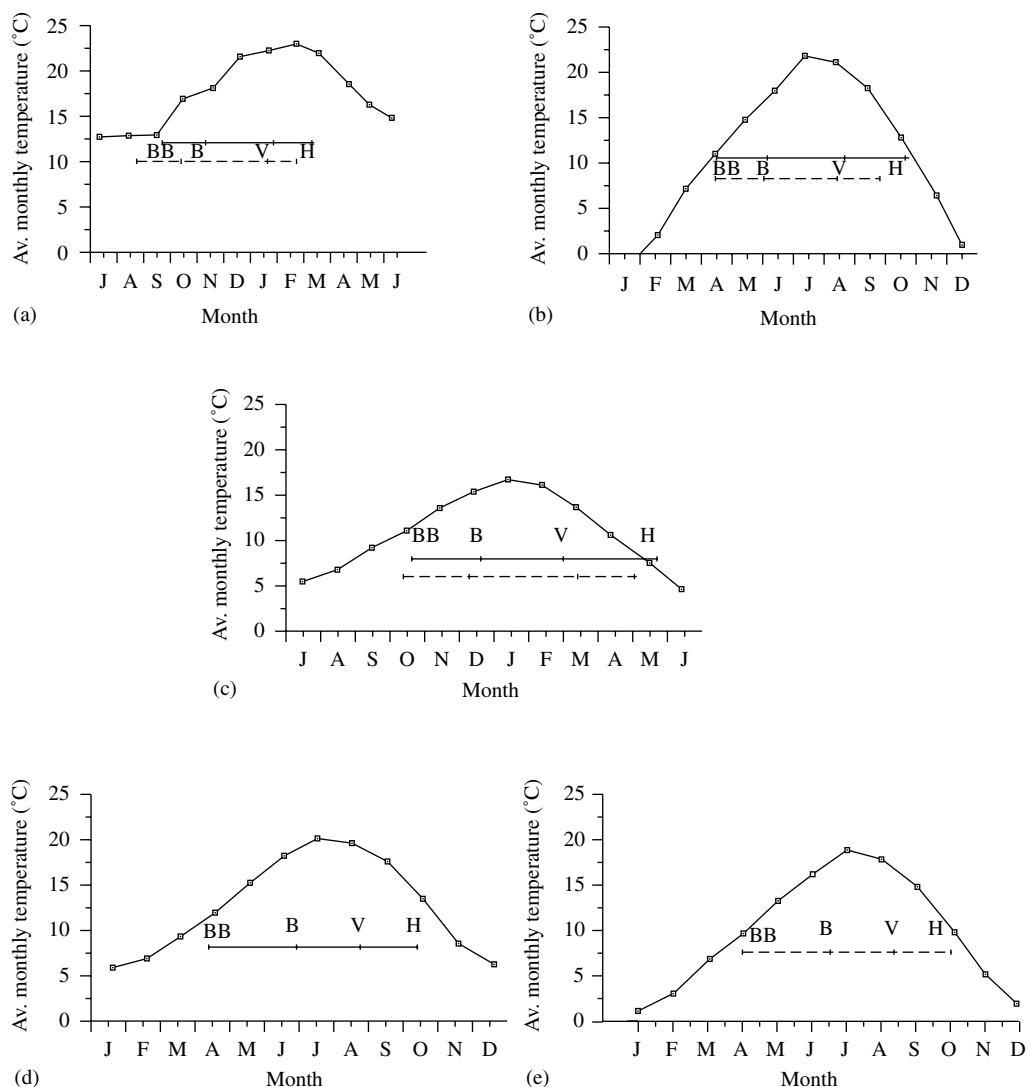 Av. monthly temperature (˚C)
25
20
15
10
5
0
BB B V H
J A S O N D J F M A M J
Month
(a)
Av. monthly temperature (˚C)
25
20
15
10
5
0
BB B V H
J F M A M J J A S O N D
Month
(b)
Av. monthly temperature (˚C)
25
20
15
10
5
0
BB B V H
J A S O N D J F M A M J
Month
(c)
Av. monthly temperature (˚C)
25
20
15
10
5
0
BB B V H
J F M A M J J A S O N D
Month
(d)
Av. monthly temperature (˚C)
25
20
15
10
5
0
BB B V H
J F M A M J J A S O N D
Month
(e)